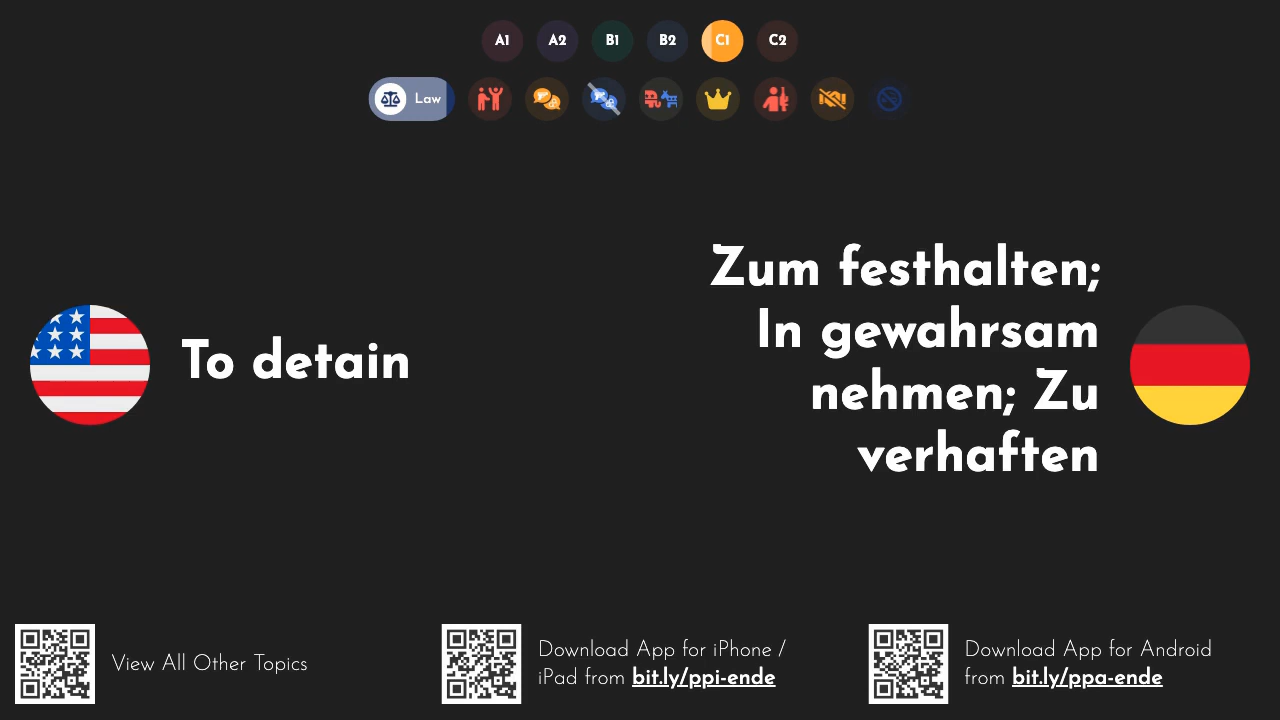 A1 A2 B1 B2 C1 C2
Law
To detain
Zum festhalten;
In gewahrsam
nehmen; Zu
verhaften
View All Other Topics
Download App for iPhone /
iPad from bit.ly/ppi-ende
Download App for Android
from bit.ly/ppa-ende